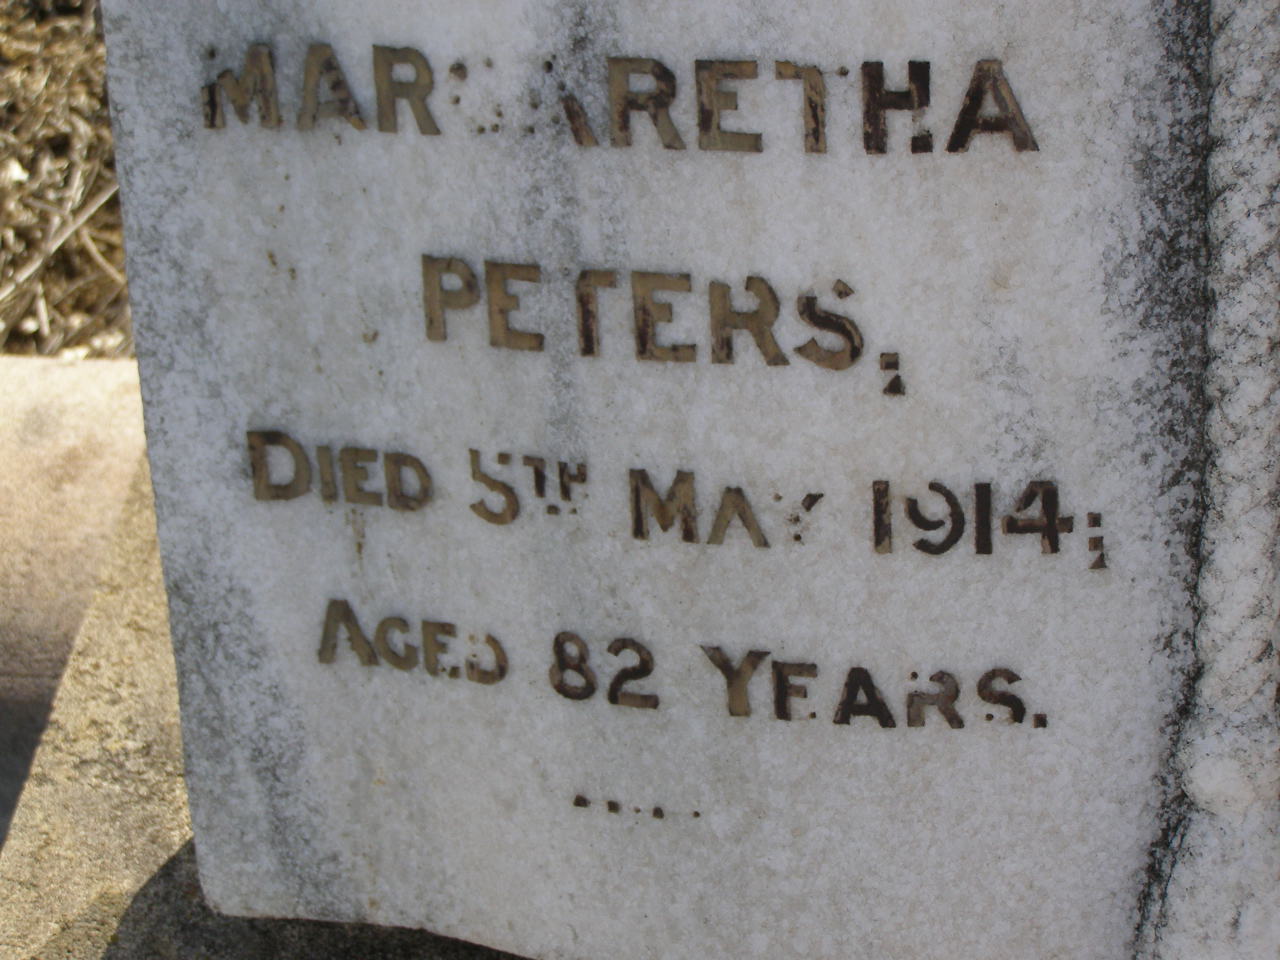 MARGARETHA
PETERS,
DIED 5TH MAY 1914;
AGED 82 YEARS.